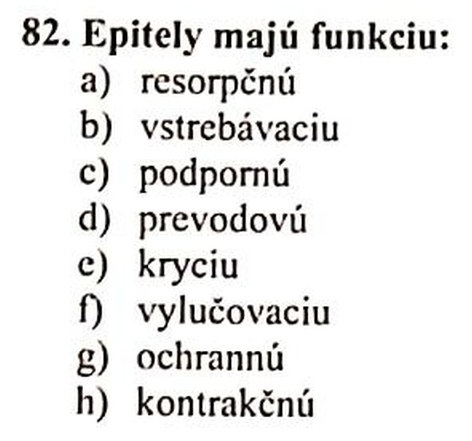 82. Epitely majú funkciu:
a) resorpčnú
b) vstrebávaciu
c) podpornú
d) prevodovú
e) kryciu
f) vylučovaciu
g) ochrannú
h) kontrakčnú